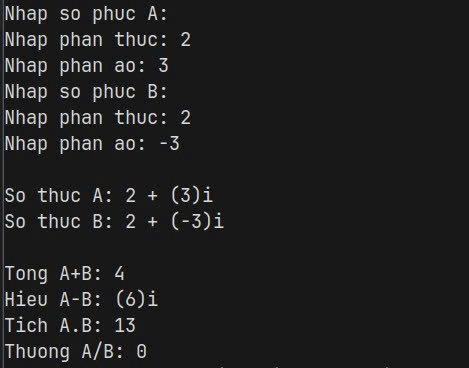 Nhap so phuc A:
Nhap phan thuc: 2
Nhap phan ao: 3
Nhap so phuc B:
Nhap phan thuc: 2
Nhap phan ao: -3
So thuc A: 2 + (3)i
So thuc B: 2 + (-3)i
Tong A+B: 4
Hieu A-B: (6)i
Tich A.B: 13
Thuong A/B: 0